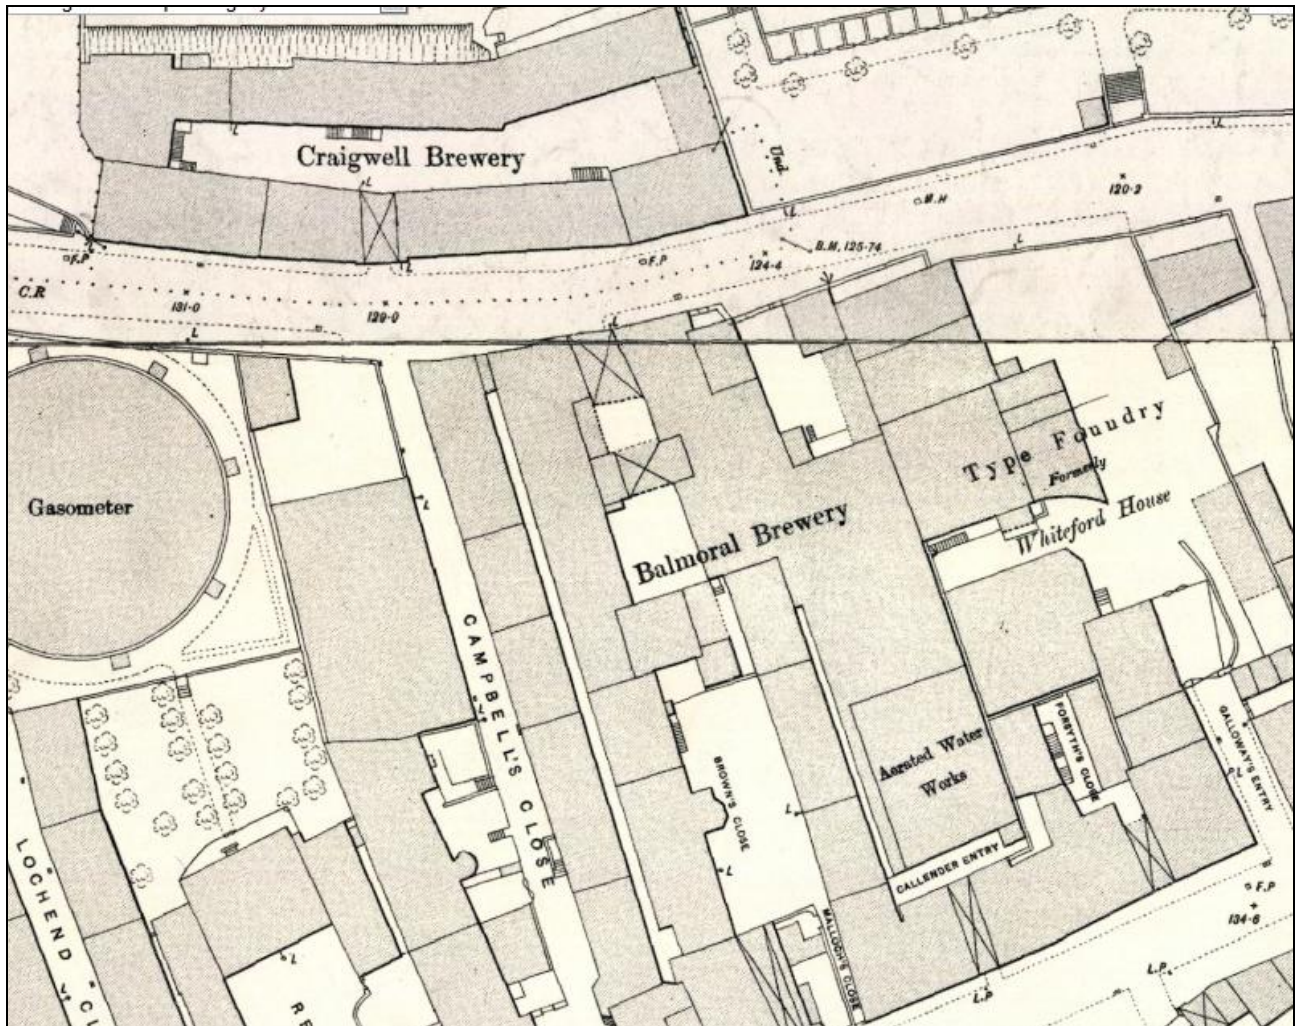 Und.
Craigwell Brewery
L
L
L
120·2
M.H
L
B.M. 125·74
L
F.P
F.P
124·4
L
C.R
131·0
129·0
L
L
Type Foundry
Formerly
Whiteford House
L
Gasometer
Balmoral Brewery
CAMPBELL'S CLOSE
FORSYTH'S CLOSE
GALLOWAY'S ENTRY
Aerated Water
Works
BROWN'S CLOSE
P.L
L
LOCHEND CL
CALLENDER ENTRY
L
F.P
134·6
MALLOCH'S CLOSE
L
L.P
L.P
RE